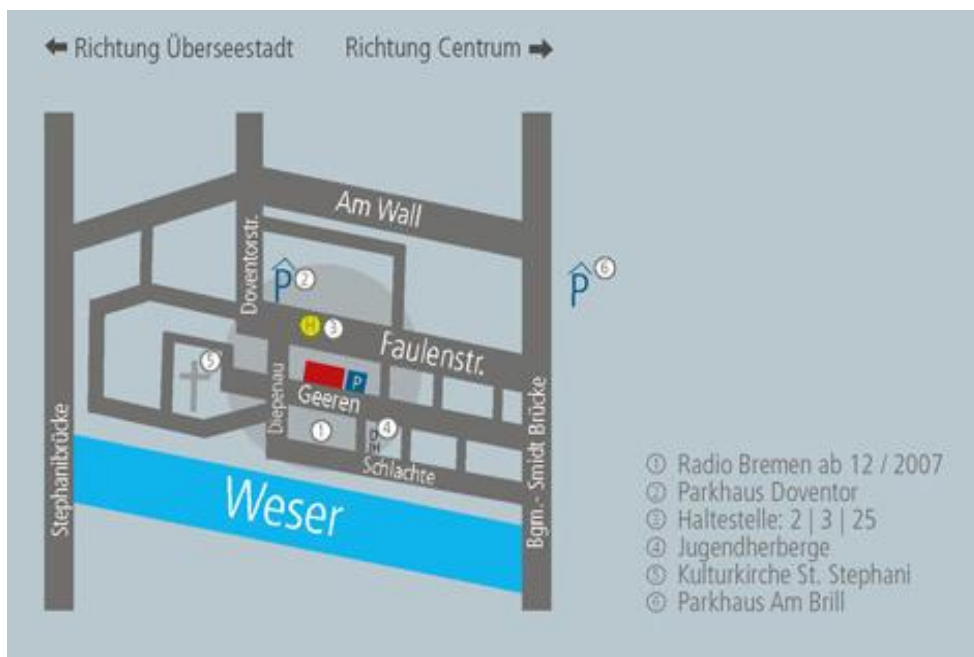 Richtung Überseestadt
Richtung Centrum
Am Wall
Doventorstr.
P 2
P 6
H 3
Faulenstr.
5
P
Geeren
Diepenau
1
4
DJH
Schlachte
Stephanibrücke
Bgm.- Smidt Brücke
Weser
1 Radio Bremen ab 12 / 2007
2 Parkhaus Doventor
3 Haltestelle: 2 | 3 | 25
4 Jugendherberge
5 Kulturkirche St. Stephani
6 Parkhaus Am Brill